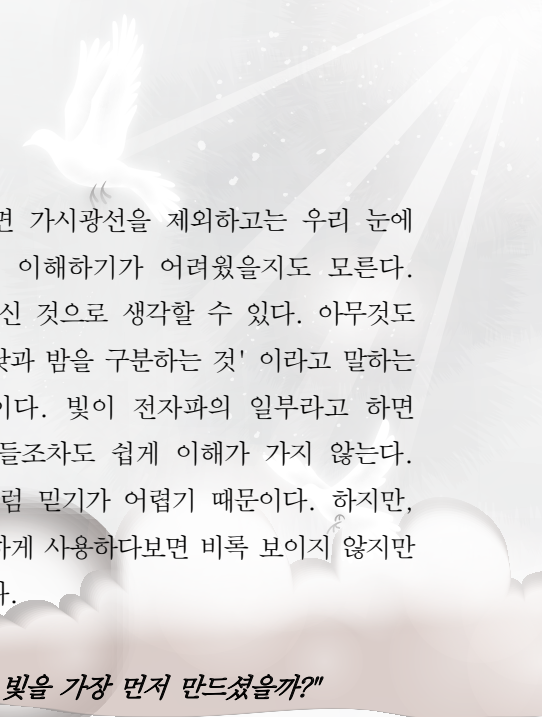 면 가시광선을 제외하고는 우리 눈에
이해하기가 어려웠을지도 모른다.
신 것으로 생각할 수 있다. 아무것도
낮과 밤을 구분하는 것' 이라고 말하는
이다. 빛이 전자파의 일부라고 하면
들조차도 쉽게 이해가 가지 않는다.
럼 믿기가 어렵기 때문이다. 하지만,
하게 사용하다보면 비록 보이지 않지만
다.
빛을 가장 먼저 만드셨을까?"